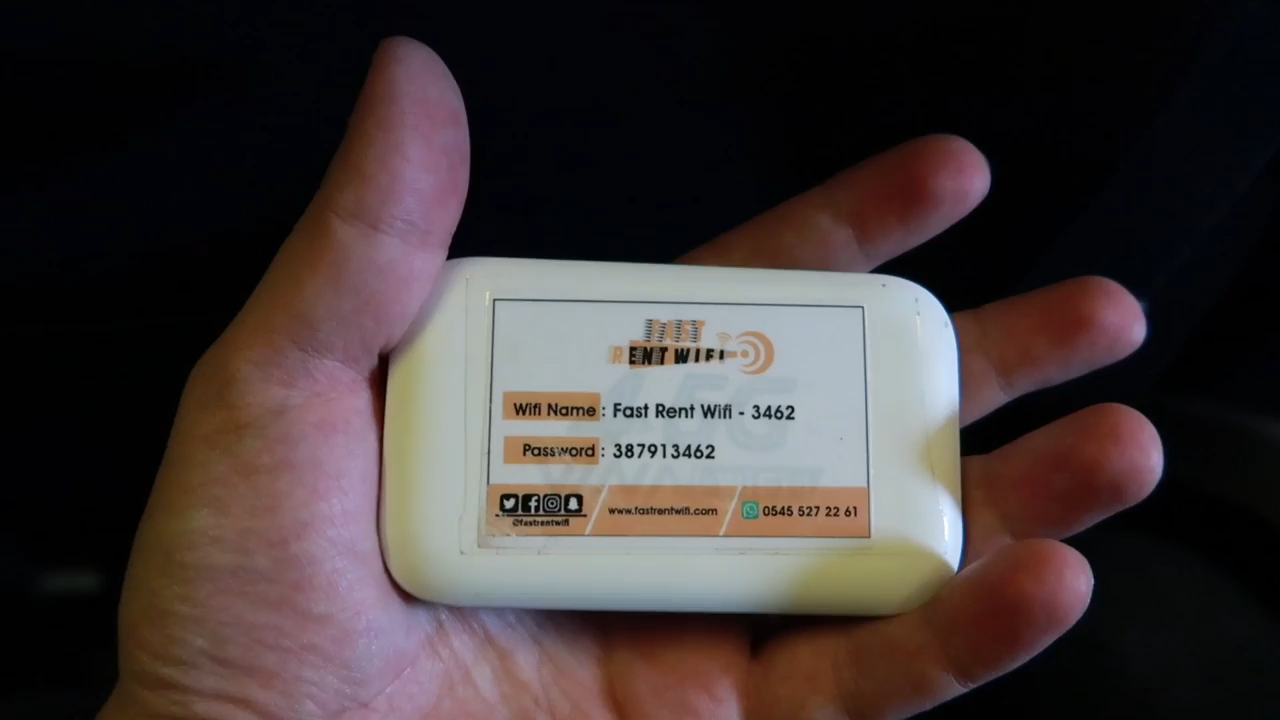 FAST
RENT WIFI
Wifi Name : Fast Rent Wifi - 3462
Password : 387913462
@fastrentwifi
www.fastrentwifi.com
0545 527 22 61